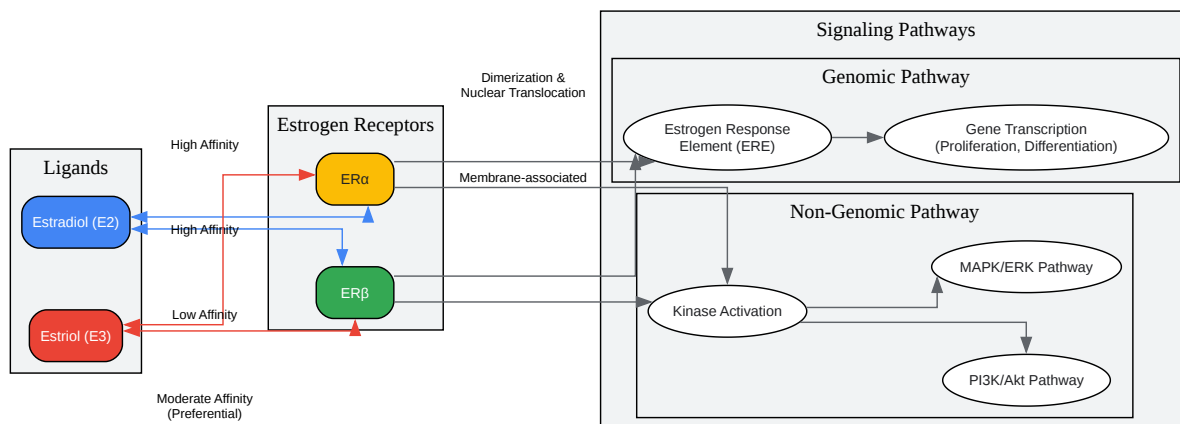 Signaling Pathways
Genomic Pathway
Dimerization &
Nuclear Translocation
Estrogen Receptors
Estrogen Response
Element (ERE)
Gene Transcription
(Proliferation, Differentiation)
High Affinity
Ligands
ERα
Membrane-associated
Non-Genomic Pathway
Estradiol (E2)
High Affinity
MAPK/ERK Pathway
ERβ
Kinase Activation
Low Affinity
Estriol (E3)
PI3K/Akt Pathway
Moderate Affinity
(Preferential)